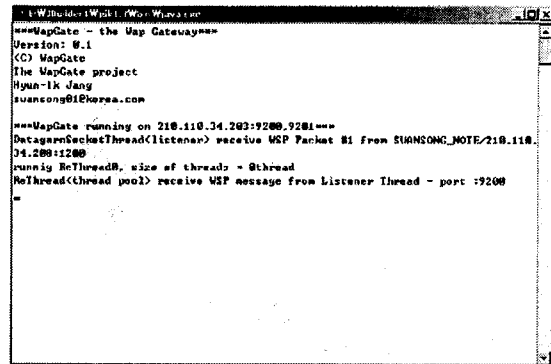 ***WapGate - the Wap Gateway***
Version: 0.1
(C) WapGate
The WapGate project
Hyun-Ik Jang
suansong01@korea.com
***WapGate running on 210.110.34.203:9200,9201***
DatagarmSocketThread(listener) receive WSP Packet #1 from SUANSONG_NOTE/210.110.
34.208:1200
runnig ReThread0, size of threads = 0thread
ReThread(thread pool) receive WSP message from Listener Thread - port :9200